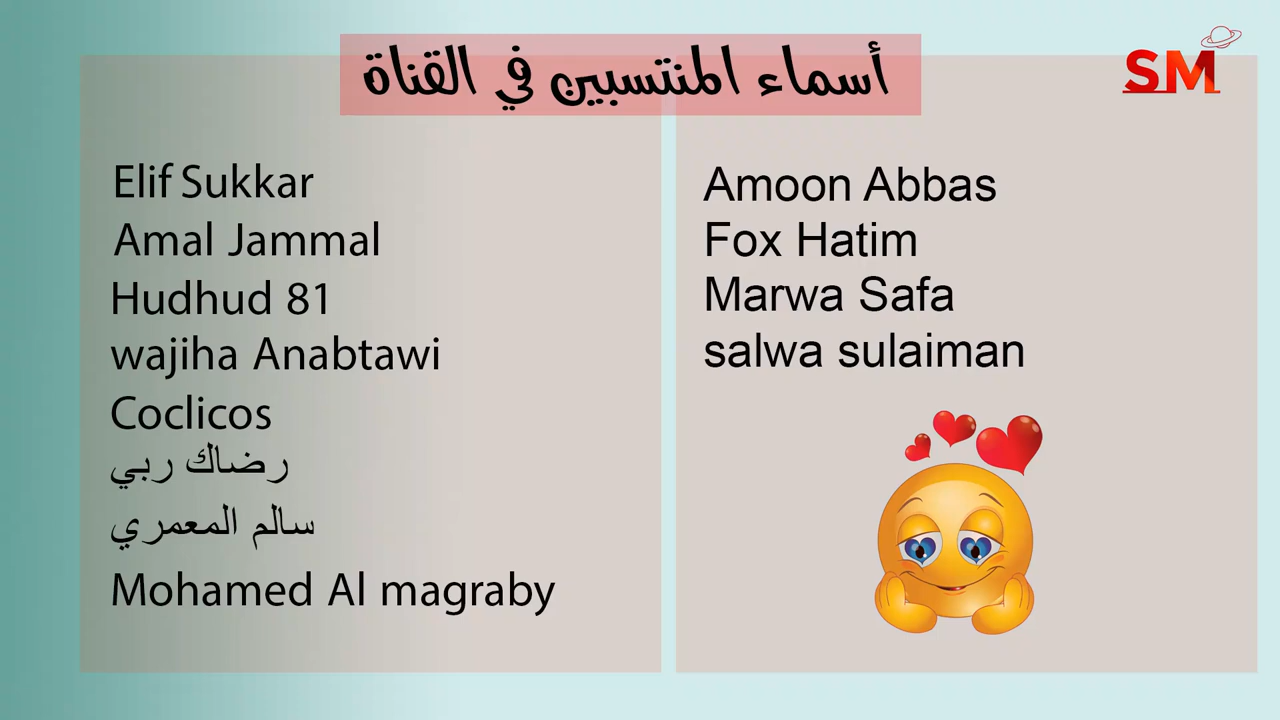 أسماء المنتسبين في القناة
SM
Elif Sukkar
Amal Jammal
Hudhud 81
wajiha Anabtawi
Coclicos
رضاك ربي
سالم المعمري
Mohamed Al magraby
Amoon Abbas
Fox Hatim
Marwa Safa
salwa sulaiman